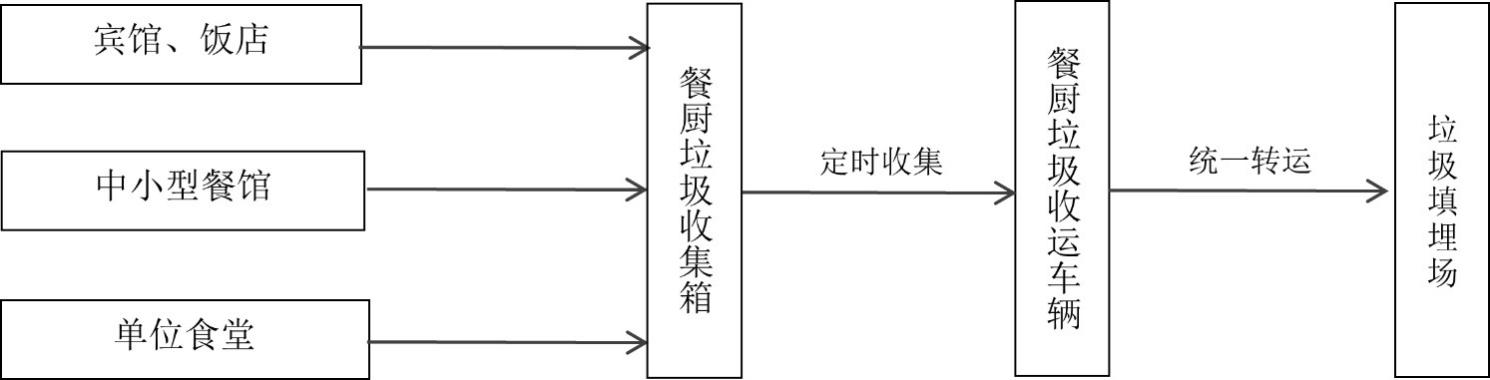 宾馆、饭店
中小型餐馆
单位食堂
餐厨垃圾收集箱
定时收集
餐厨垃圾收运车辆
统一转运
垃圾填埋场